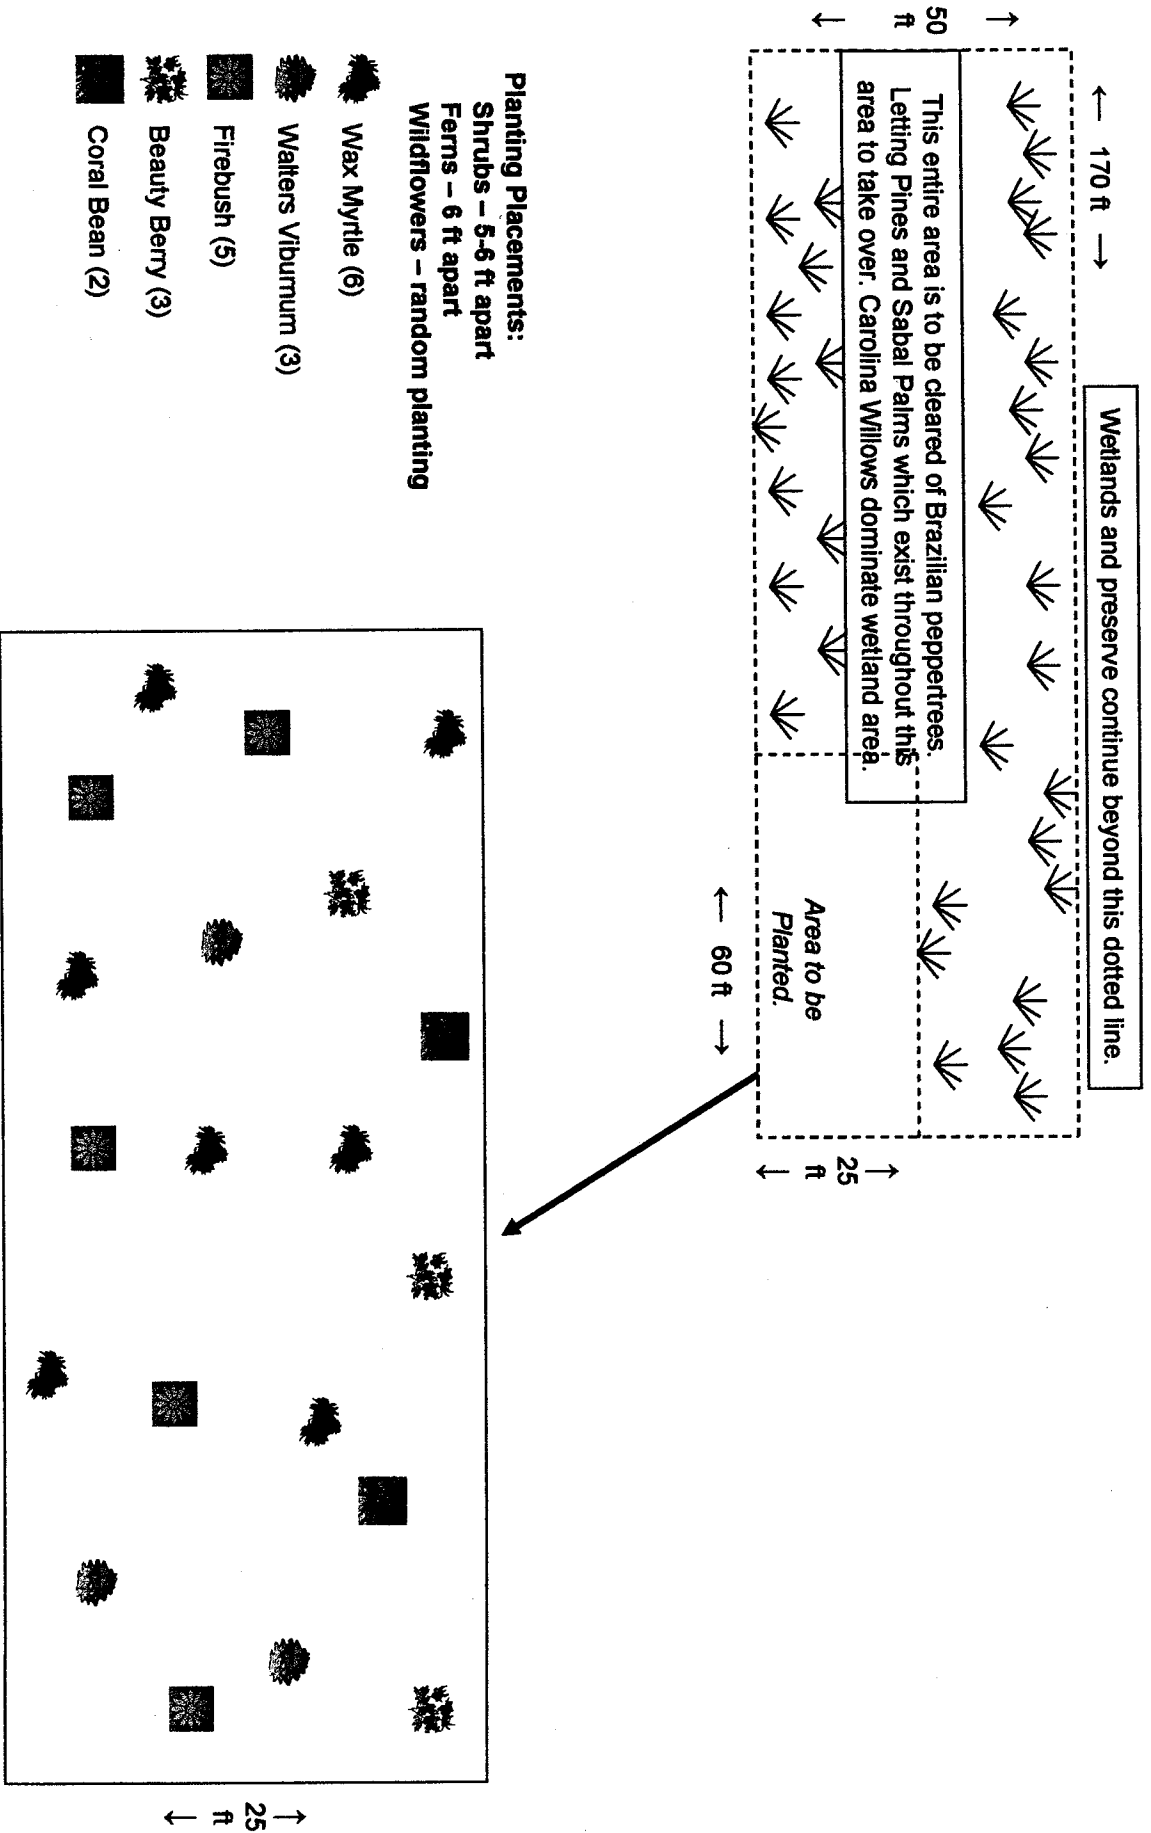 Wetlands and preserve continue beyond this dotted line.
← 170 ft →
↑
50
ft
↓
This entire area is to be cleared of Brazilian peppertrees.
Letting Pines and Sabal Palms which exist throughout this
area to take over. Carolina Willows dominate wetland area.
Area to be
Planted.
↑
25
ft
↓
← 60 ft →
Planting Placements:
Shrubs – 5-6 ft apart
Ferns – 6 ft apart
Wildflowers – random planting
Wax Myrtle (6)
Walters Viburnum (3)
Firebush (5)
Beauty Berry (3)
Coral Bean (2)
↑
25
ft
↓